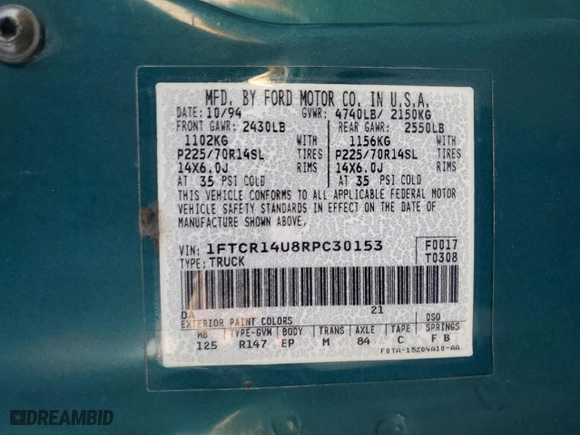 MFD. BY FORD MOTOR CO. IN U.S.A.
DATE: 10/94 GVWR: 4740LB/ 2150KG
FRONT GAWR: 2430LB REAR GAWR: 2550LB
1102KG WITH 1156KG WITH
P225/70R14SL TIRES P225/70R14SL TIRES
14X6.0J RIMS 14X6.0J RIMS
AT 35 PSI COLD AT 35 PSI COLD
THIS VEHICLE CONFORMS TO ALL APPLICABLE FEDERAL MOTOR
VEHICLE SAFETY STANDARDS IN EFFECT ON THE DATE OF
MANUFACTURE SHOWN ABOVE.
VIN: 1FTCR14U8RPC30153 F0017
TYPE: TRUCK T0308
DA 21
EXTERIOR PAINT COLORS DSO
MB TYPE-GVM BODY TRANS AXLE TAPE SPRINGS
125 R147 EP M 84 C F B
F0TA-15204A10-AA
DREAMBID